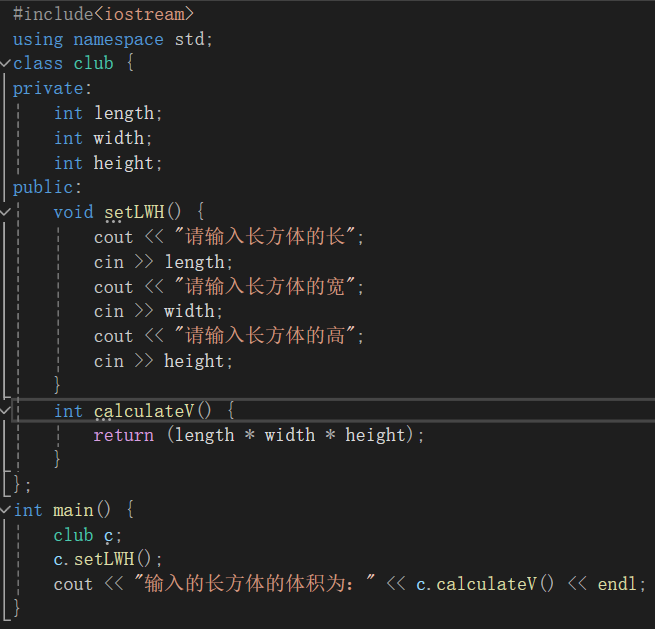 #include<iostream>
using namespace std;
class club {
private:
    int length;
    int width;
    int height;
public:
    void setLWH() {
        cout << "请输入长方体的长";
        cin >> length;
        cout << "请输入长方体的宽";
        cin >> width;
        cout << "请输入长方体的高";
        cin >> height;
    }
    int calculateV() {
        return (length * width * height);
    }
};
int main() {
    club c;
    c.setLWH();
    cout << "输入的长方体的体积为：" << c.calculateV() << endl;
}